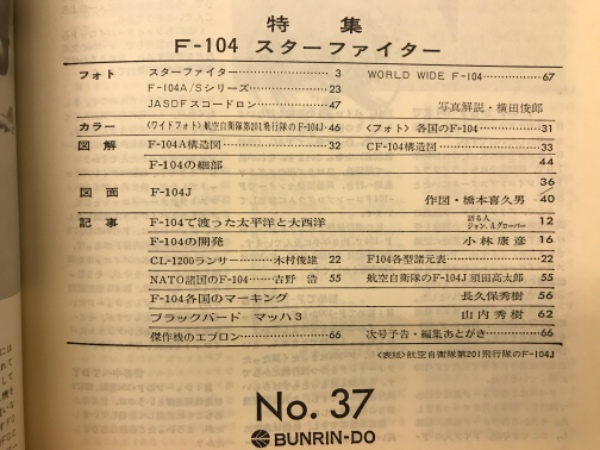 特集
F-104 スターファイター
フォト スターファイター……………… 3 WORLD WIDE F-104……………67
F-104A/Sシリーズ………………23
JASDFスコードロン………………47 写真解説・横田俊郎
カラー 〈ワイドフォト〉航空自衛隊第201飛行隊のF-104J・46 〈フォト〉各国のF-104……………31
図解 F-104A構造図……………………32 CF-104構造図……………………33
F-104の細部 44
図面 F-104J 36/40
作図・橋本喜久男
記事 F-104で渡った太平洋と大西洋 語る人 ジャン、A.グローバー 12
F-104の開発 小林康彦 16
CL-1200ランサー………木村俊雄 22 F104各型諸元表……………………22
NATO諸国のF-104……吉野 浩 55 航空自衛隊のF-104J 須田高太郎 55
F-104各国のマーキング 長久保秀樹 56
ブラックバード マッハ3 山内秀樹 62
傑作機のエプロン…………………66 次号予告・編集あとがき……………66
〈表紙〉航空自衛隊第201飛行隊のF-104J
No. 37
BUNRIN-DO